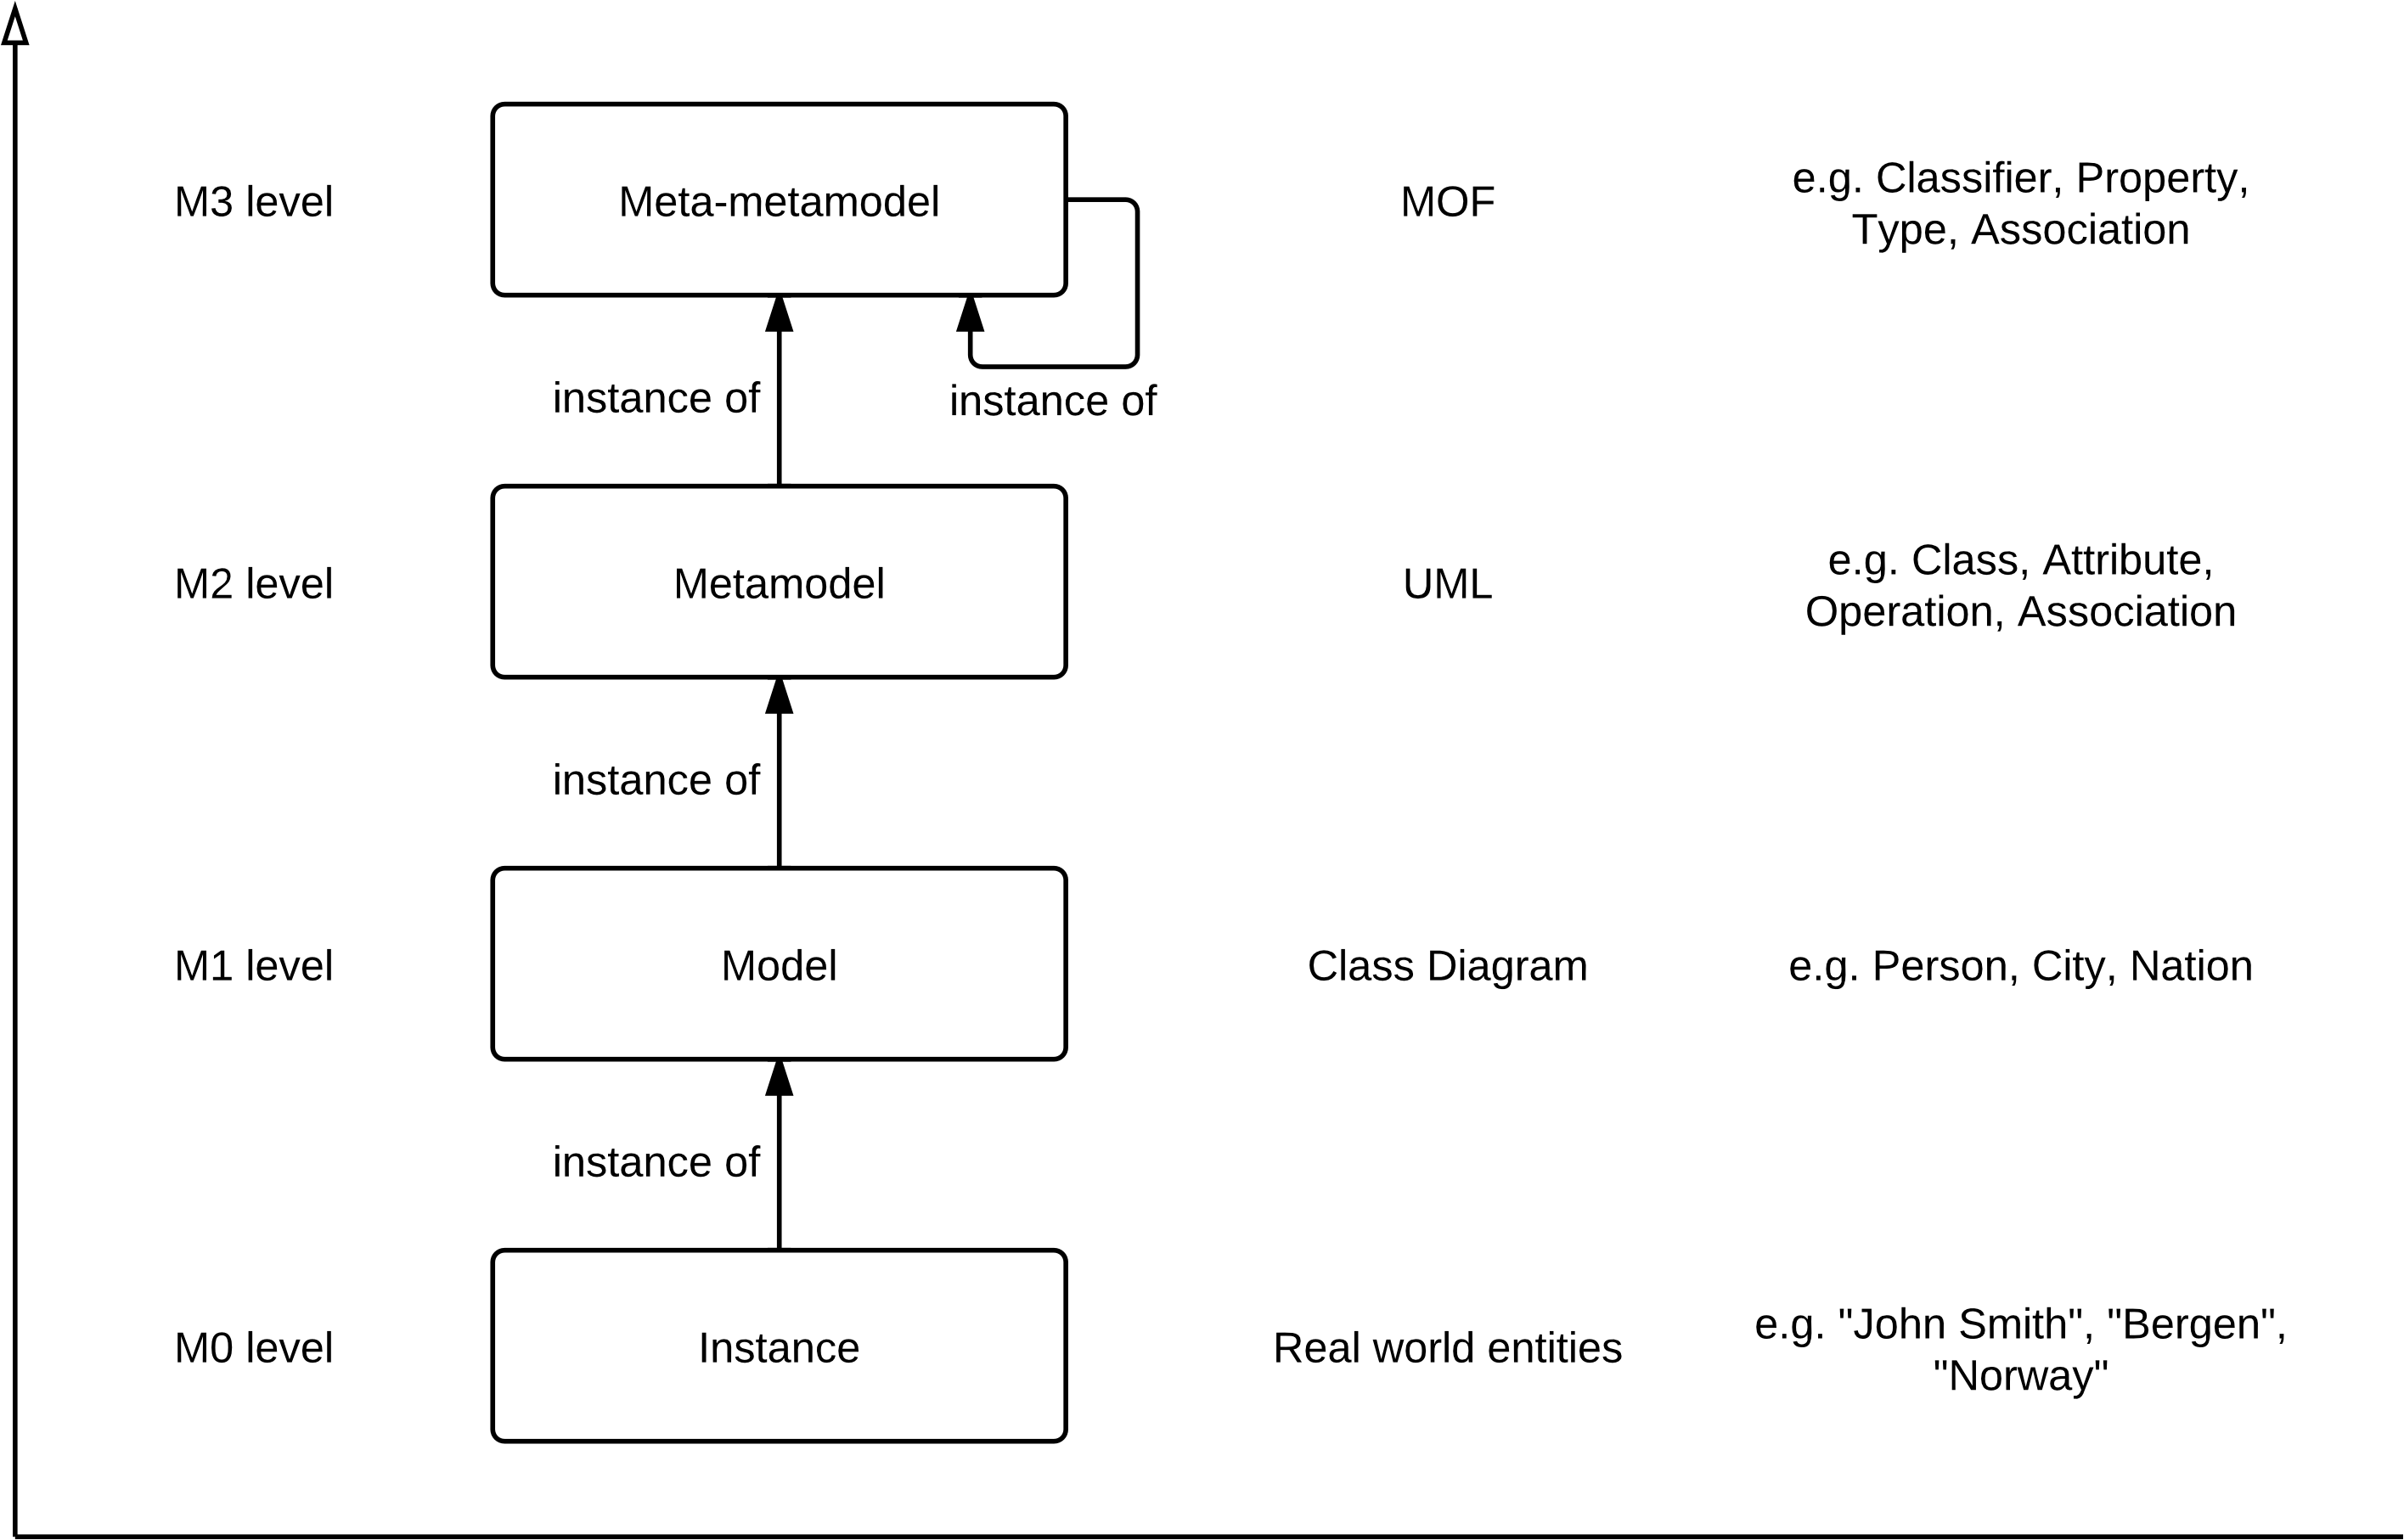 M3 level
Meta-metamodel
MOF
e.g. Classifier, Property,
Type, Association
instance of
instance of
M2 level
Metamodel
UML
e.g. Class, Attribute,
Operation, Association
instance of
M1 level
Model
Class Diagram
e.g. Person, City, Nation
instance of
M0 level
Instance
Real world entities
e.g. "John Smith", "Bergen",
"Norway"